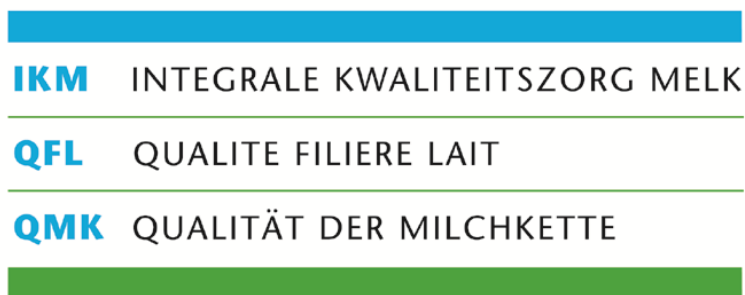 IKM INTEGRALE KWALITEITSZORG MELK
QFL QUALITE FILIERE LAIT
QMK QUALITÄT DER MILCHKETTE